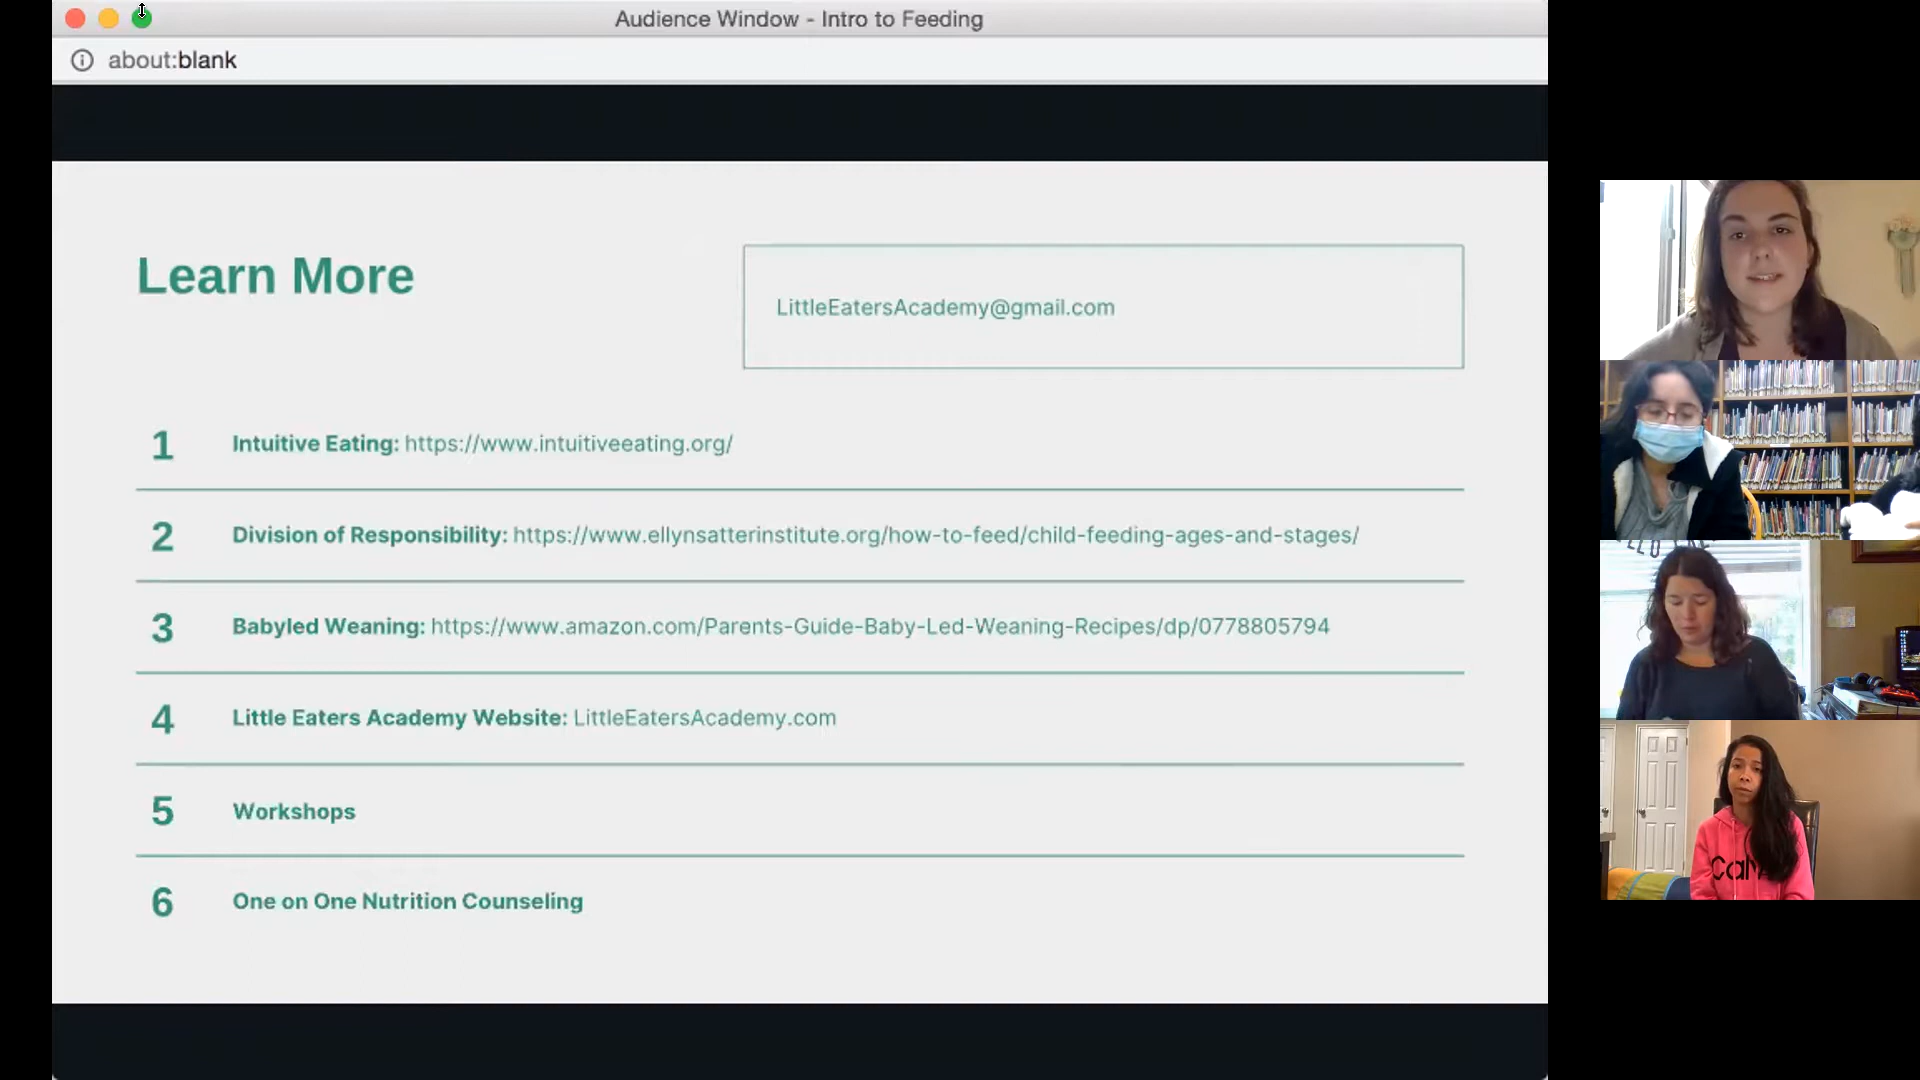 Audience Window - Intro to Feeding
about:blank
Learn More
LittleEatersAcademy@gmail.com
1 Intuitive Eating: https://www.intuitiveeating.org/
2 Division of Responsibility: https://www.ellynsatterinstitute.org/how-to-feed/child-feeding-ages-and-stages/
3 Babyled Weaning: https://www.amazon.com/Parents-Guide-Baby-Led-Weaning-Recipes/dp/0778805794
4 Little Eaters Academy Website: LittleEatersAcademy.com
5 Workshops
6 One on One Nutrition Counseling